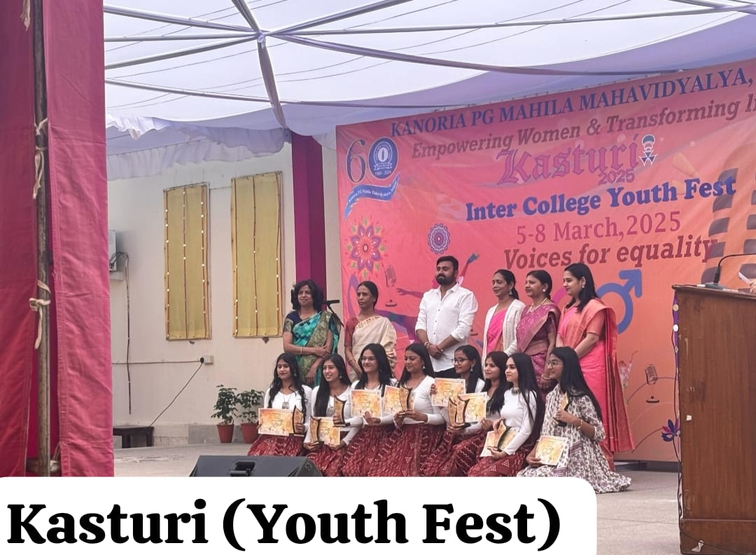 KANORIA PG MAHILA MAHAVIDYALYA,
Empowering Women & Transforming
60
Kasturi
2025
Inter College Youth Fest
5-8 March,2025
Voices for equality
Kasturi (Youth Fest)